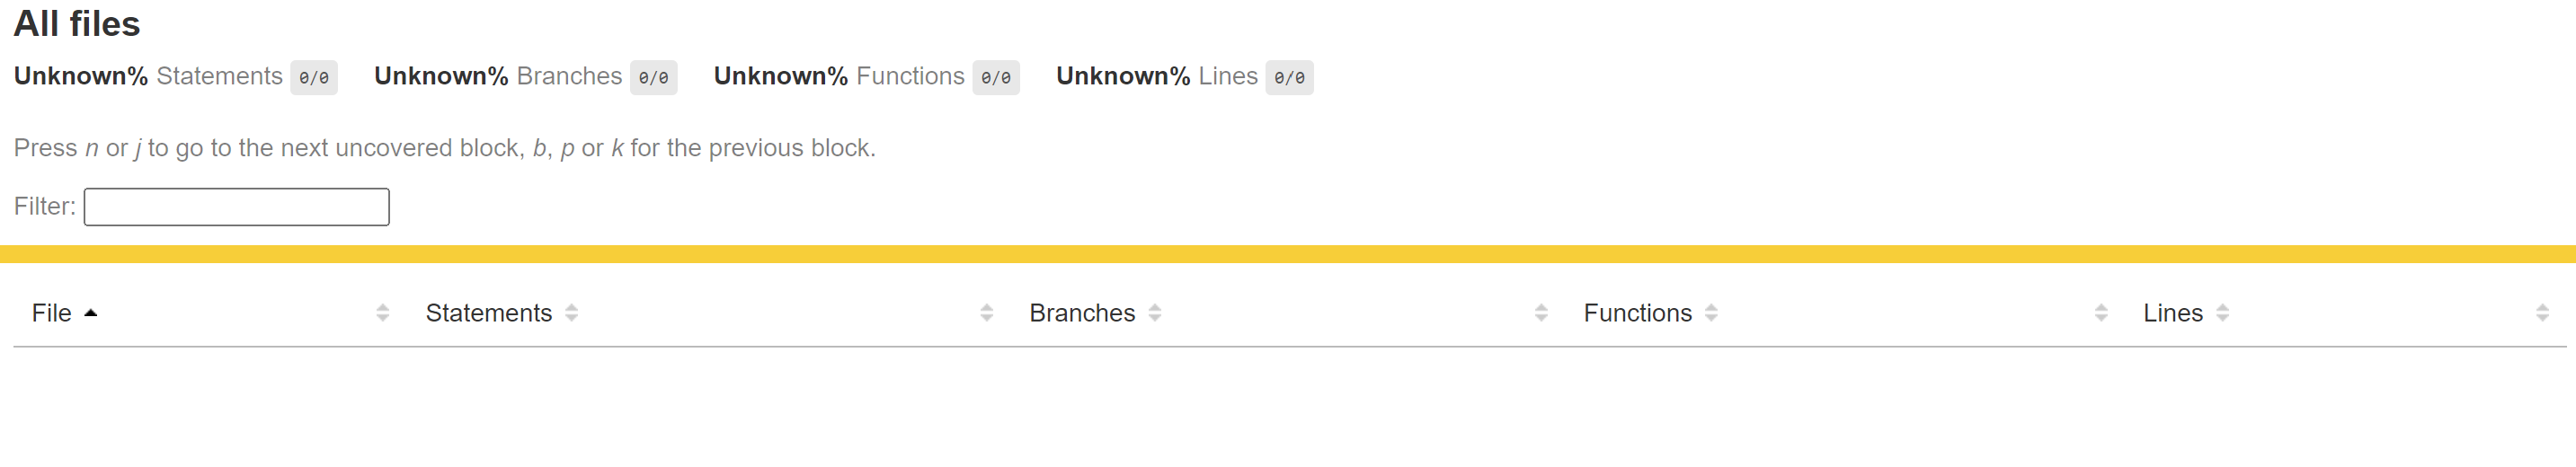 All files
Unknown% Statements 0/0 Unknown% Branches 0/0 Unknown% Functions 0/0 Unknown% Lines 0/0
Press n or j to go to the next uncovered block, b, p or k for the previous block.
Filter:
File Statements Branches Functions Lines